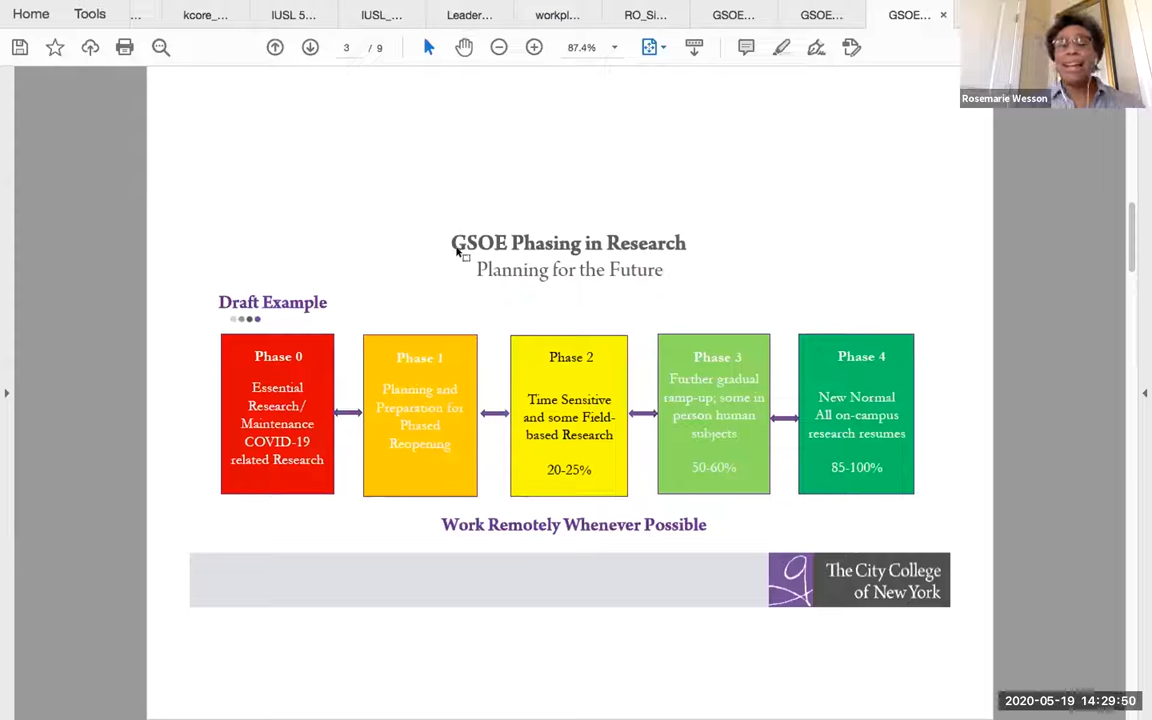 Home
Tools
...
kcore_...
IUSL 5...
IUSL_...
Leader...
workpl...
RO_Si...
GSOE...
GSOE...
GSOE...
×
3 / 9
87.4%
Rosemarie Wesson
GSOE Phasing in Research
Planning for the Future
Draft Example
Phase 0
Essential
Research/
Maintenance
COVID-19
related Research
Phase 1
Planning and
Preparation for
Phased
Reopening
Phase 2
Time Sensitive
and some Field-
based Research
20-25%
Phase 3
Further gradual
ramp-up; some in
person human
subjects
50-60%
Phase 4
New Normal
All on-campus
research resumes
85-100%
Work Remotely Whenever Possible
The City College
of New York
2020-05-19 14:29:50